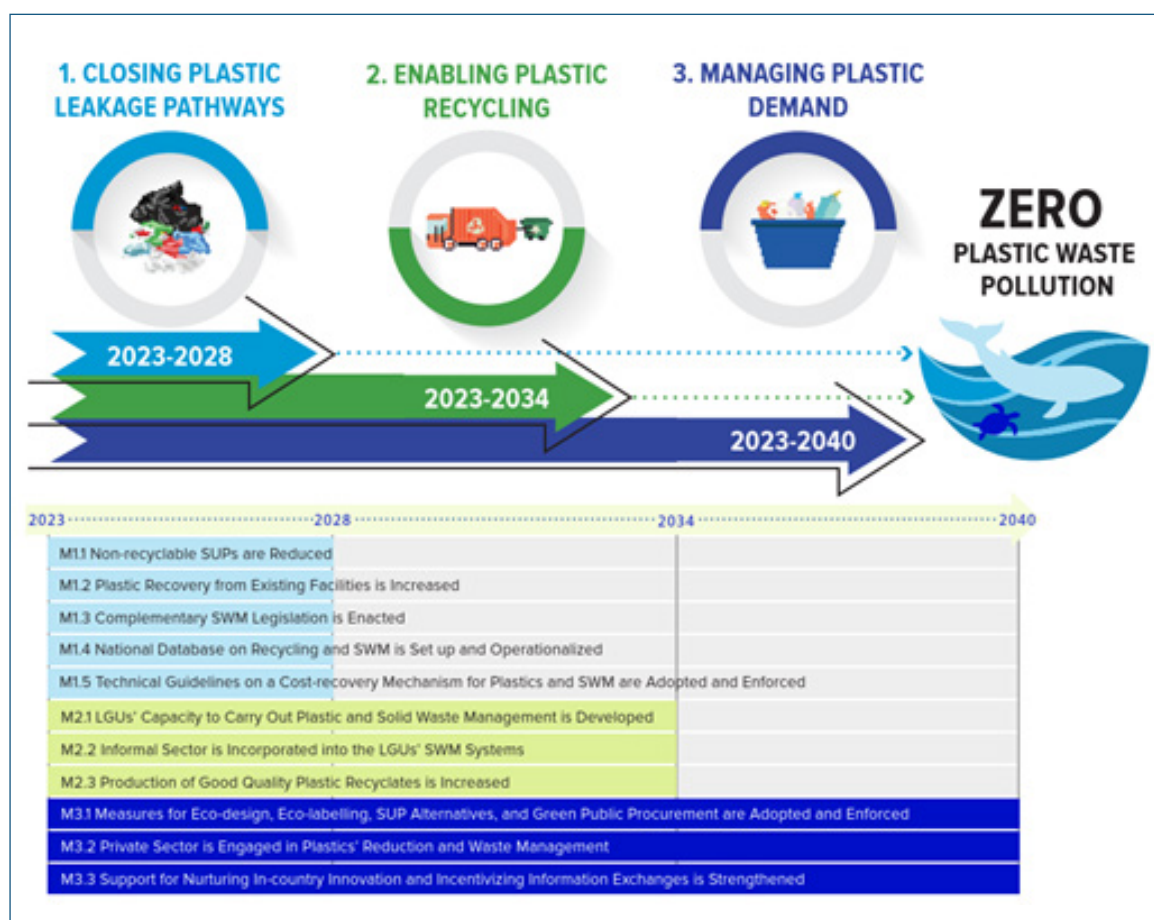 1. CLOSING PLASTIC
LEAKAGE PATHWAYS
2. ENABLING PLASTIC
RECYCLING
3. MANAGING PLASTIC
DEMAND
ZERO
PLASTIC WASTE
POLLUTION
2023-2028
2023-2034
2023-2040
2023 2028 2034 2040
M1.1 Non-recyclable SUPs are Reduced
M1.2 Plastic Recovery from Existing Facilities is Increased
M1.3 Complementary SWM Legislation is Enacted
M1.4 National Database on Recycling and SWM is Set up and Operationalized
M1.5 Technical Guidelines on a Cost-recovery Mechanism for Plastics and SWM are Adopted and Enforced
M2.1 LGUs' Capacity to Carry Out Plastic and Solid Waste Management is Developed
M2.2 Informal Sector is Incorporated into the LGUs' SWM Systems
M2.3 Production of Good Quality Plastic Recyclates is Increased
M3.1 Measures for Eco-design, Eco-labelling, SUP Alternatives, and Green Public Procurement are Adopted and Enforced
M3.2 Private Sector is Engaged in Plastics' Reduction and Waste Management
M3.3 Support for Nurturing In-country Innovation and Incentivizing Information Exchanges is Strengthened